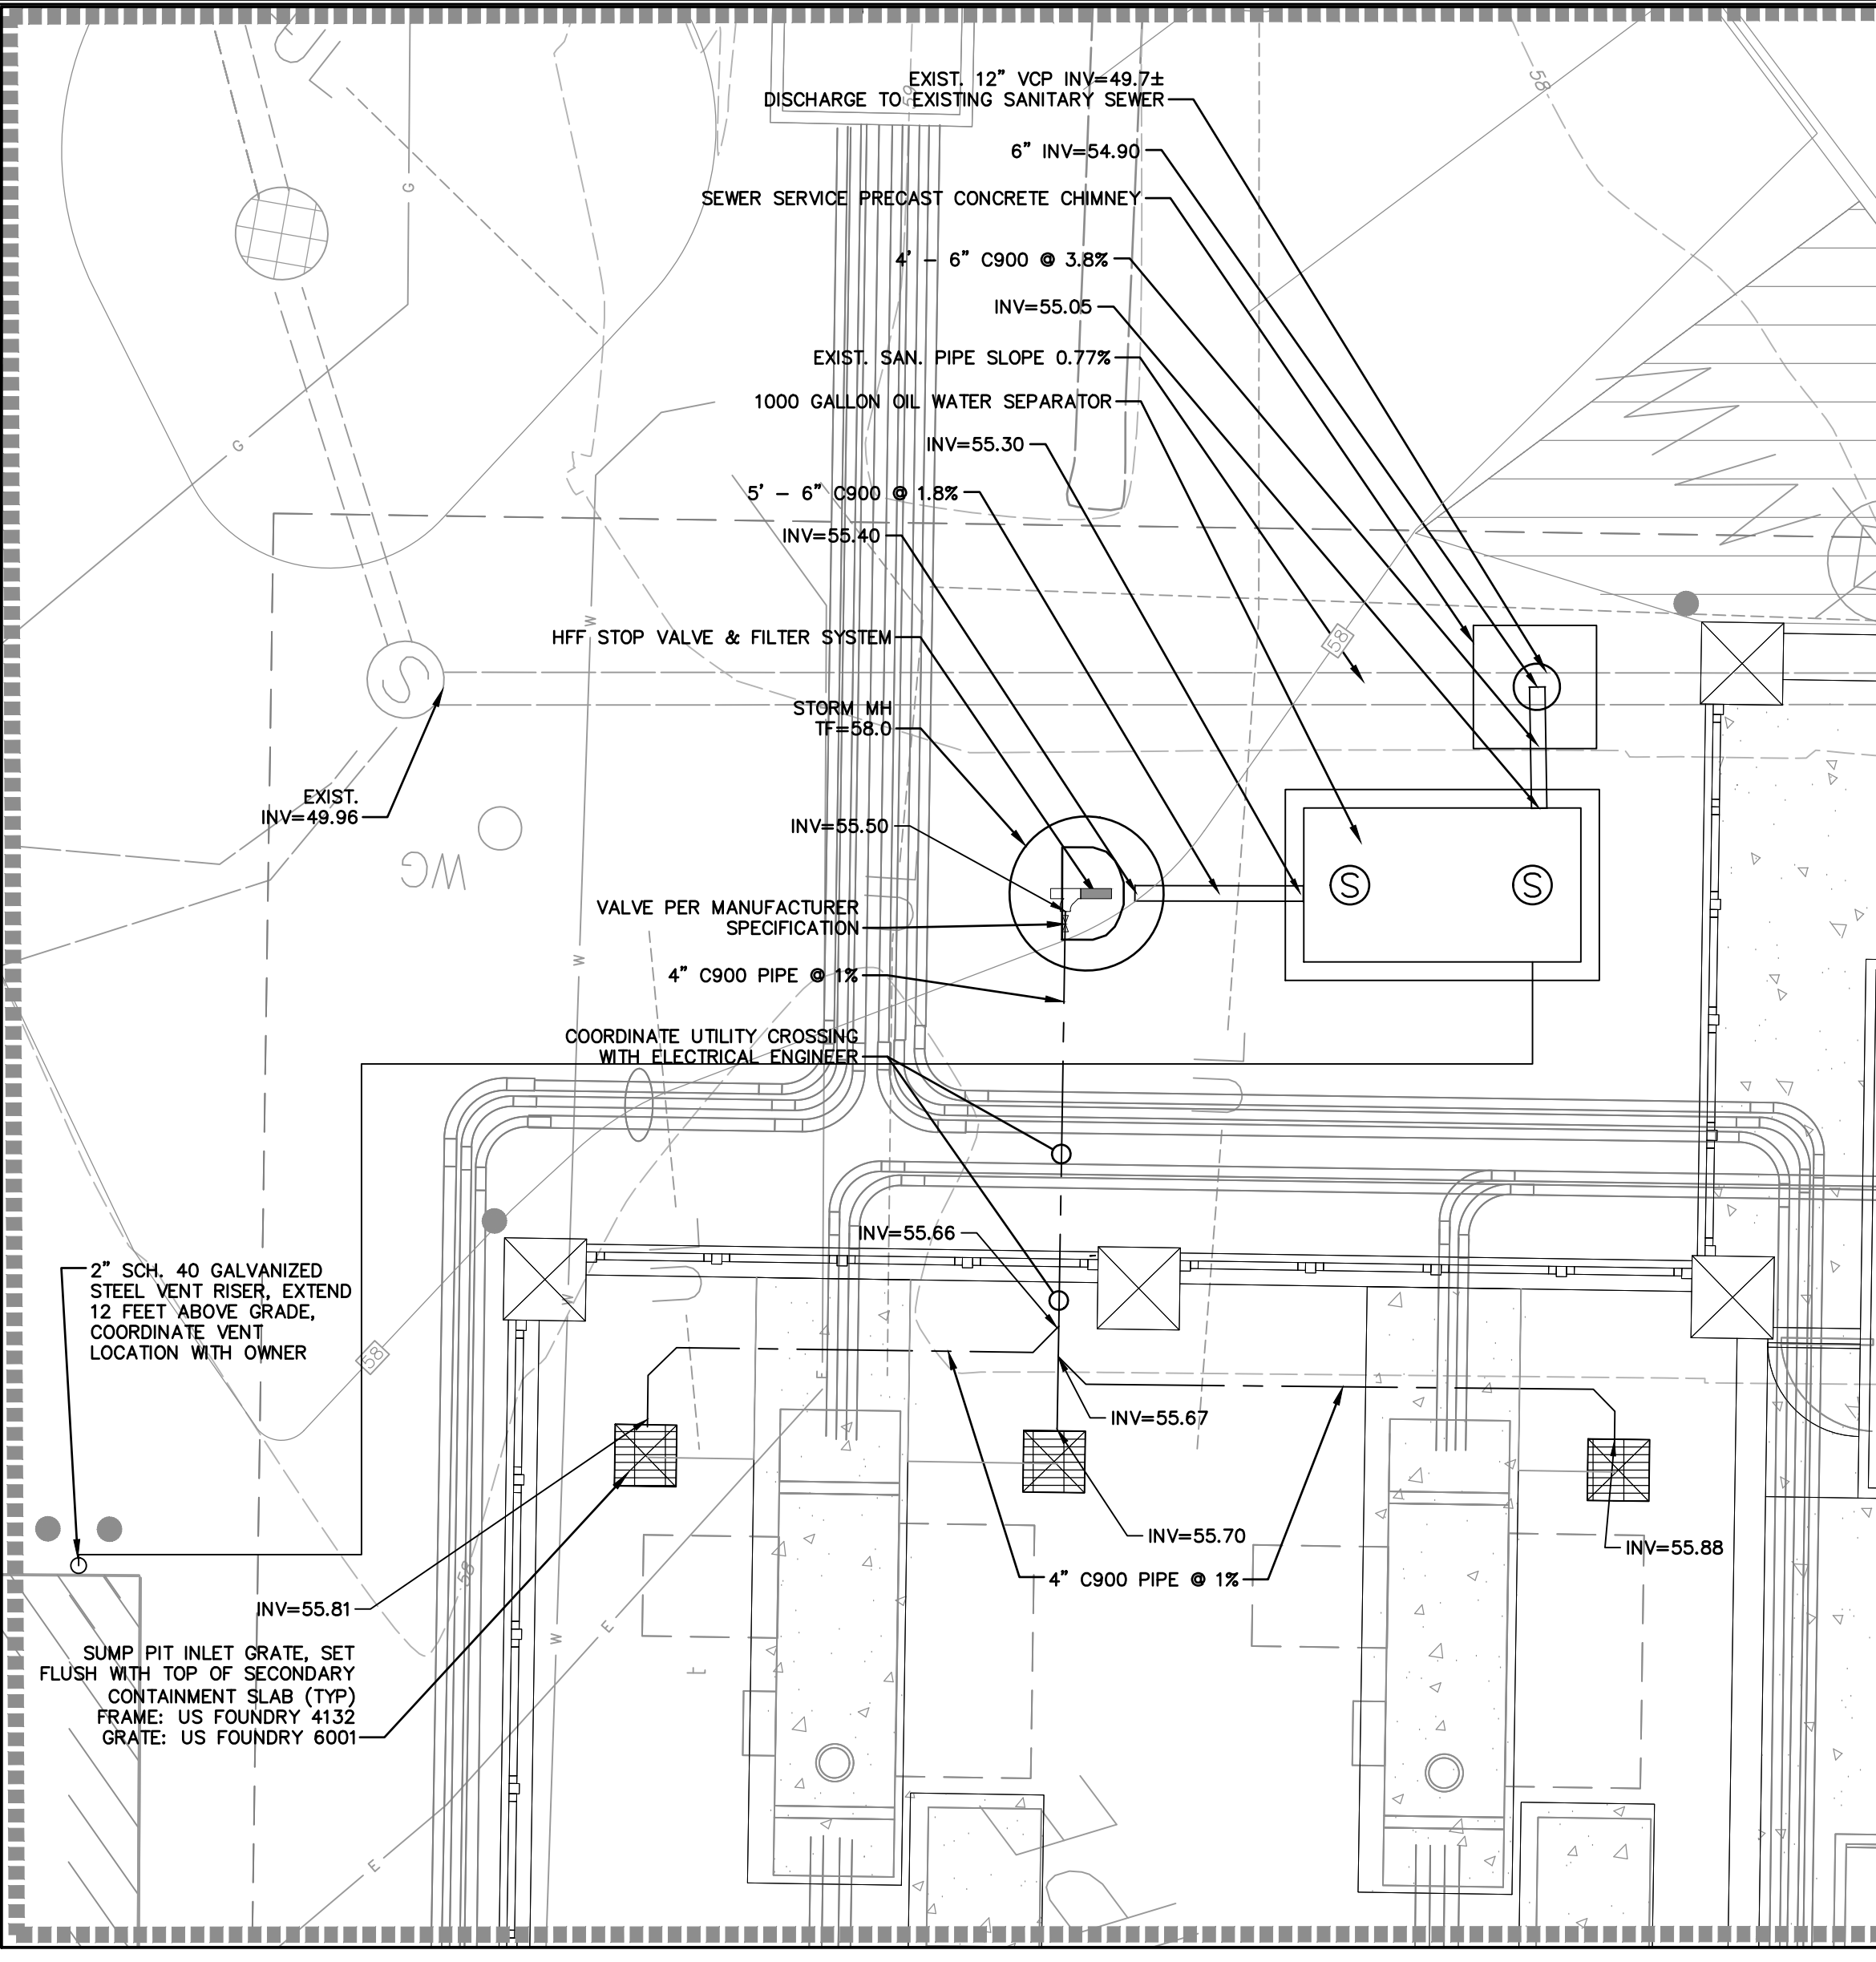 EXIST. 12” VCP INV=49.7±
DISCHARGE TO EXISTING SANITARY SEWER
6” INV=54.90
SEWER SERVICE PRECAST CONCRETE CHIMNEY
4' – 6” C900 @ 3.8%
INV=55.05
EXIST. SAN. PIPE SLOPE 0.77%
1000 GALLON OIL WATER SEPARATOR
INV=55.30
5' – 6” C900 @ 1.8%
INV=55.40
HFF STOP VALVE & FILTER SYSTEM
STORM MH
TF=58.0
EXIST.
INV=49.96
INV=55.50
VALVE PER MANUFACTURER
SPECIFICATION
4” C900 PIPE @ 1%
COORDINATE UTILITY CROSSING
WITH ELECTRICAL ENGINEER
INV=55.66
2” SCH. 40 GALVANIZED
STEEL VENT RISER, EXTEND
12 FEET ABOVE GRADE,
COORDINATE VENT
LOCATION WITH OWNER
INV=55.67
INV=55.70
INV=55.88
4” C900 PIPE @ 1%
INV=55.81
SUMP PIT INLET GRATE, SET
FLUSH WITH TOP OF SECONDARY
CONTAINMENT SLAB (TYP)
FRAME: US FOUNDRY 4132
GRATE: US FOUNDRY 6001
58
58
58
58
G
G
S
S
S
WG
W
W
W
W
E
E
E